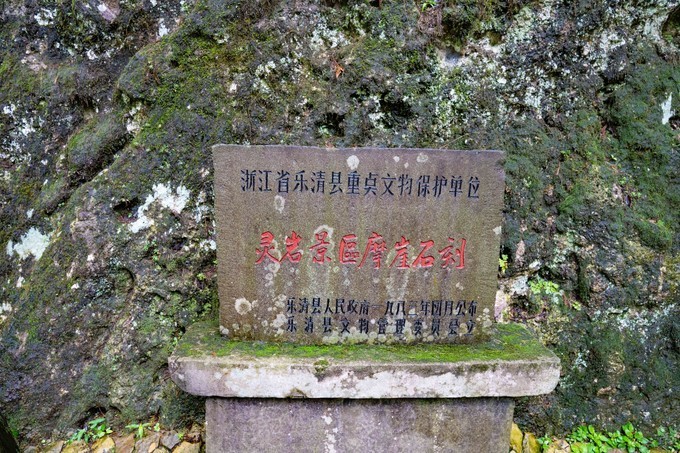 浙江省乐清县重点文物保护单位
灵岩景区摩崖石刻
乐清县人民政府一九八三年四月公布
乐清县文物管理委员会立